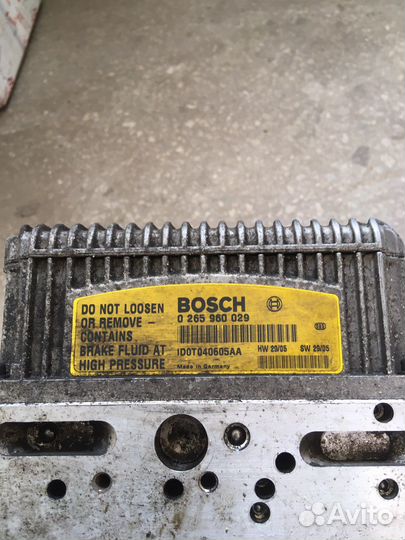 DO NOT LOOSEN
OR REMOVE –
CONTAINS
BRAKE FLUID AT
HIGH PRESSURE
BOSCH
0 265 960 029
ID0T040605AA
HW 29/05 SW 29/05
Made in Germany
Avito